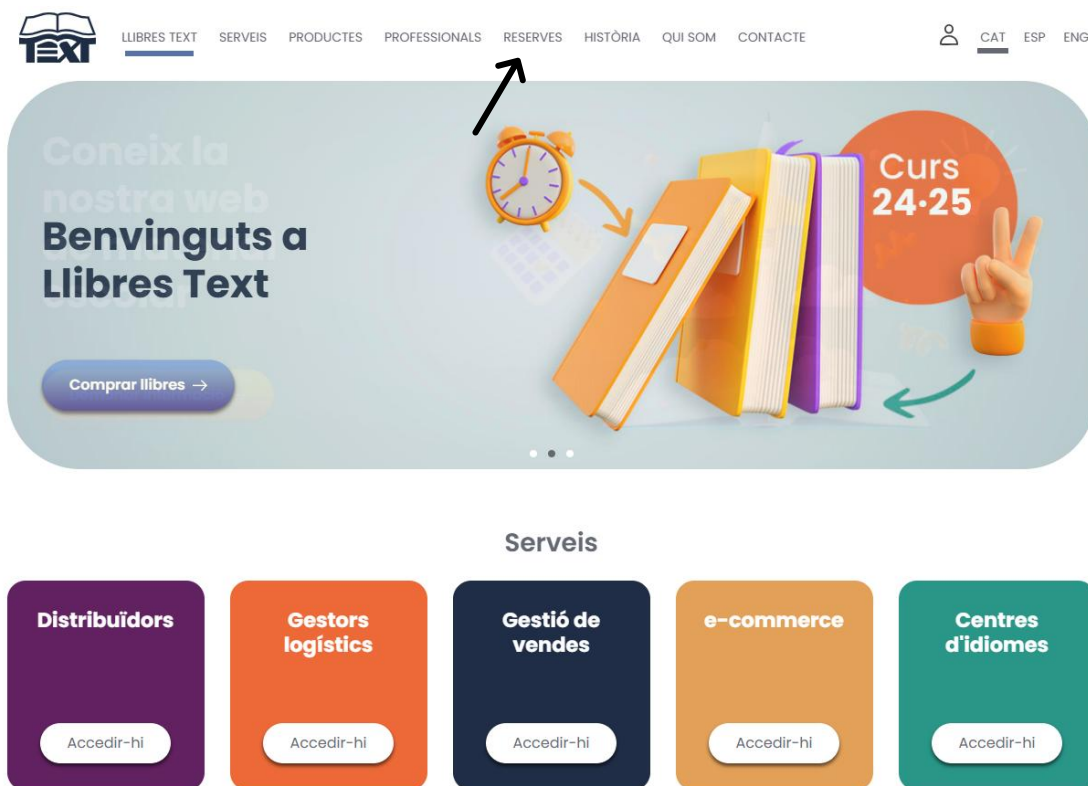 TEXT
LLIBRES TEXT SERVEIS PRODUCTES PROFESSIONALS RESERVES HISTÒRIA QUI SOM CONTACTE CAT ESP ENG
Coneix la
nostra web
Benvinguts a
Llibres Text
Comprar llibres →
Curs
24·25
Serveis
Distribuïdors
Gestors
logístics
Gestió de
vendes
e-commerce
Centres
d'idiomes
Accedir-hi Accedir-hi Accedir-hi Accedir-hi Accedir-hi